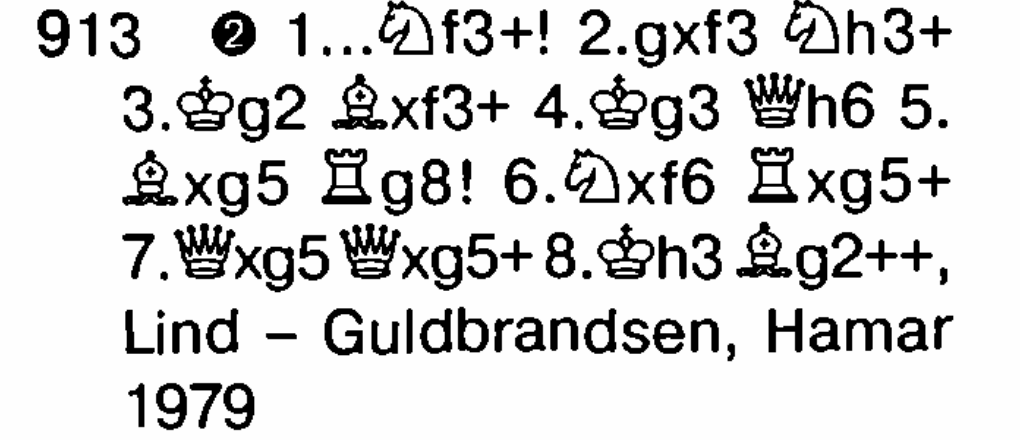 913 ❷ 1...♘f3+! 2.gxf3 ♘h3+
3.♔g2 ♗xf3+ 4.♔g3 ♕h6 5.
♗xg5 ♖g8! 6.♘xf6 ♖xg5+
7.♕xg5 ♕xg5+ 8.♔h3 ♗g2++,
Lind – Guldbrandsen, Hamar
1979